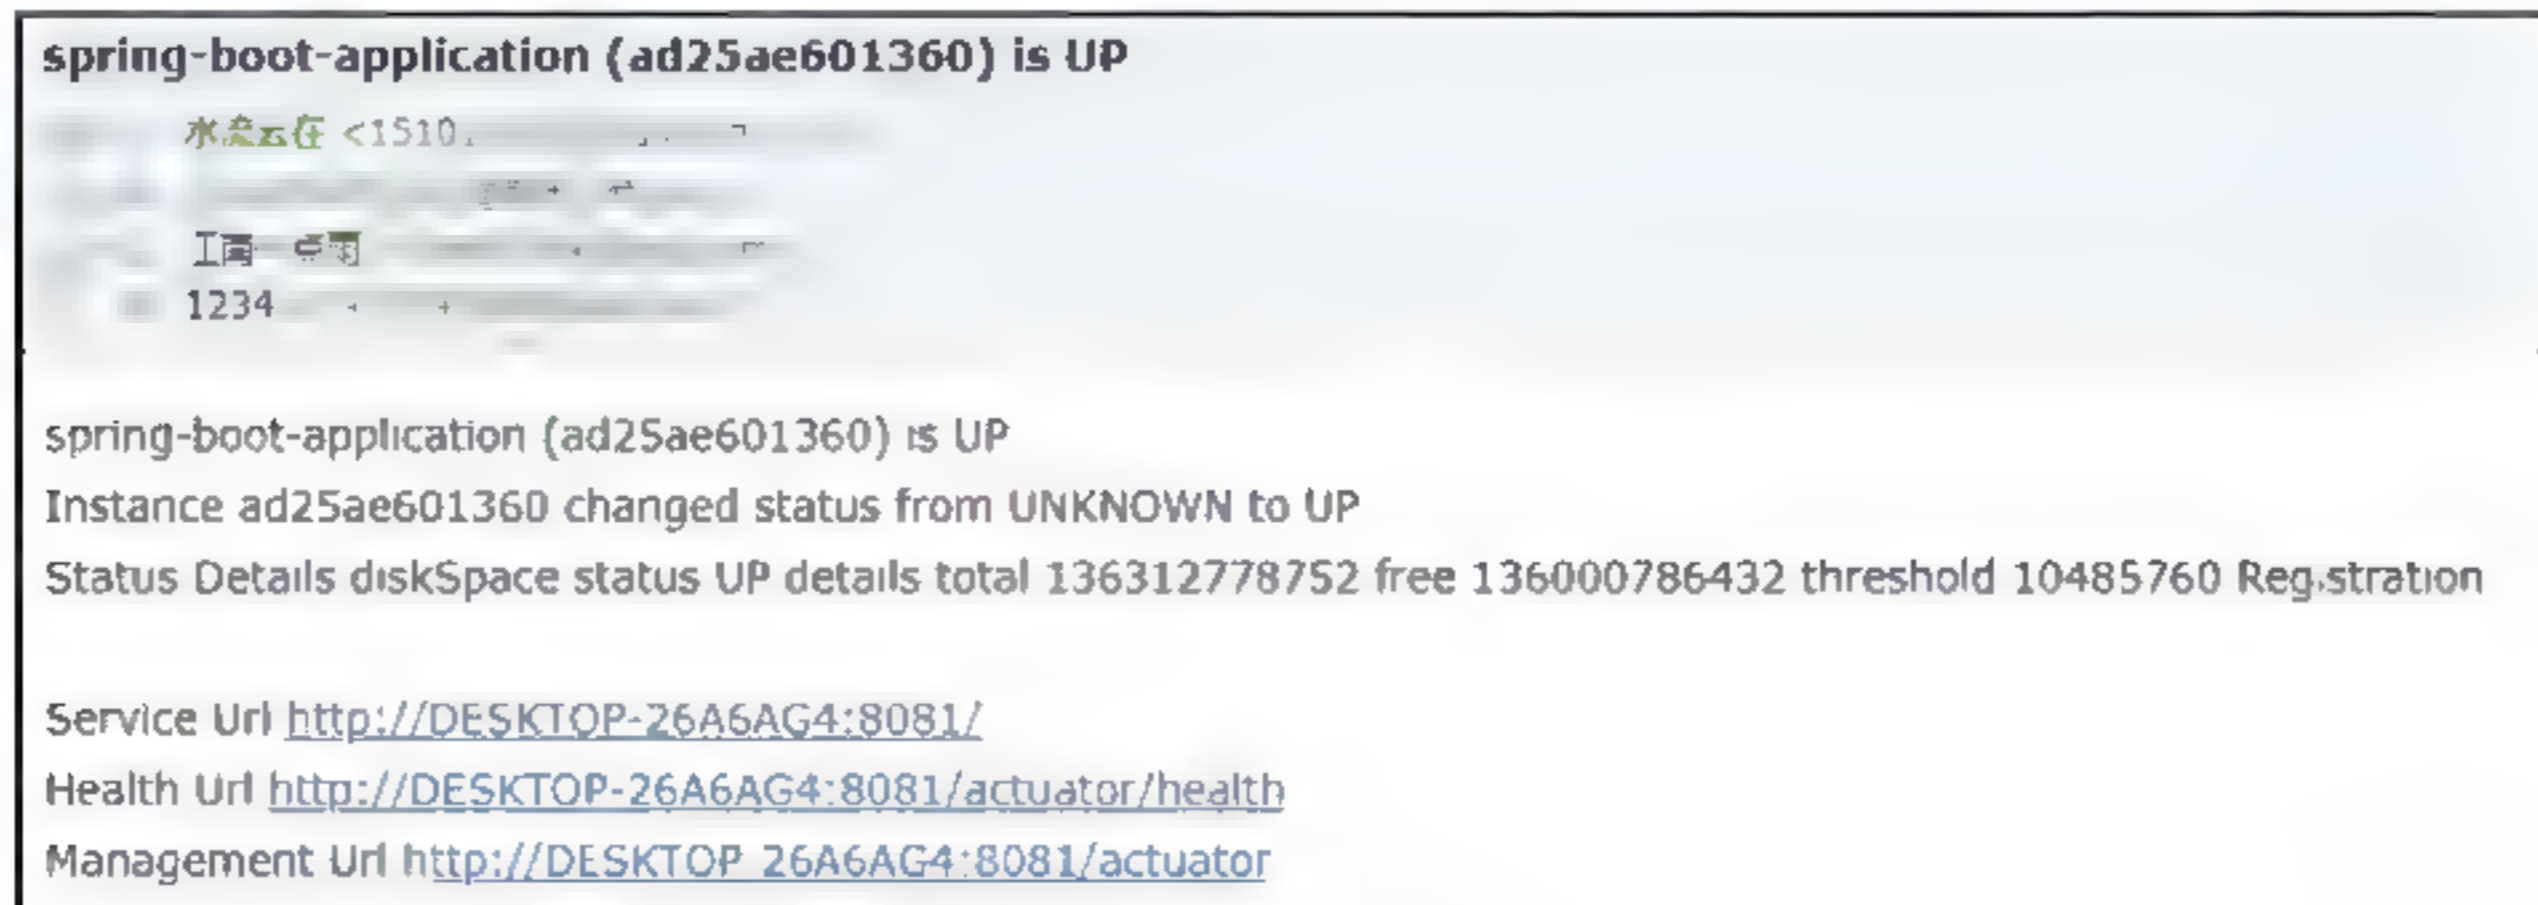 spring-boot-application (ad25ae601360) is UP
<1510
1234
spring-boot-application (ad25ae601360) is UP
Instance ad25ae601360 changed status from UNKNOWN to UP
Status Details diskSpace status UP details total 136312778752 free 136000786432 threshold 10485760 Registration
Service Url http://DESKTOP-26A6AG4:8081/
Health Url http://DESKTOP-26A6AG4:8081/actuator/health
Management Url http://DESKTOP-26A6AG4:8081/actuator